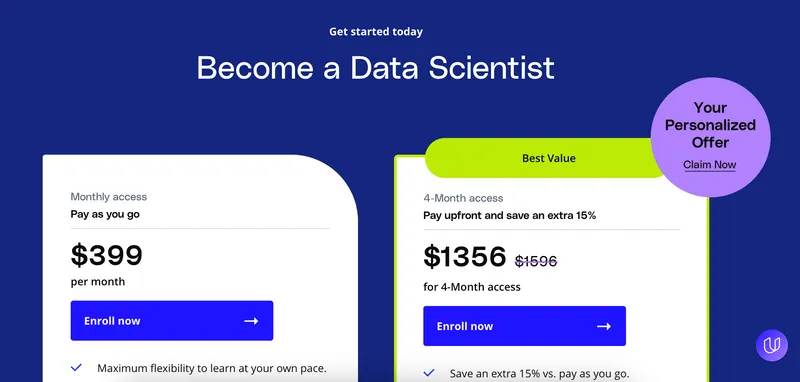 Get started today
Become a Data Scientist
Your
Personalized
Offer
Claim Now
Monthly access
Pay as you go
$399
per month
Enroll now
Maximum flexibility to learn at your own pace.
Best Value
4-Month access
Pay upfront and save an extra 15%
$1356 $1596
for 4-Month access
Enroll now
Save an extra 15% vs. pay as you go.